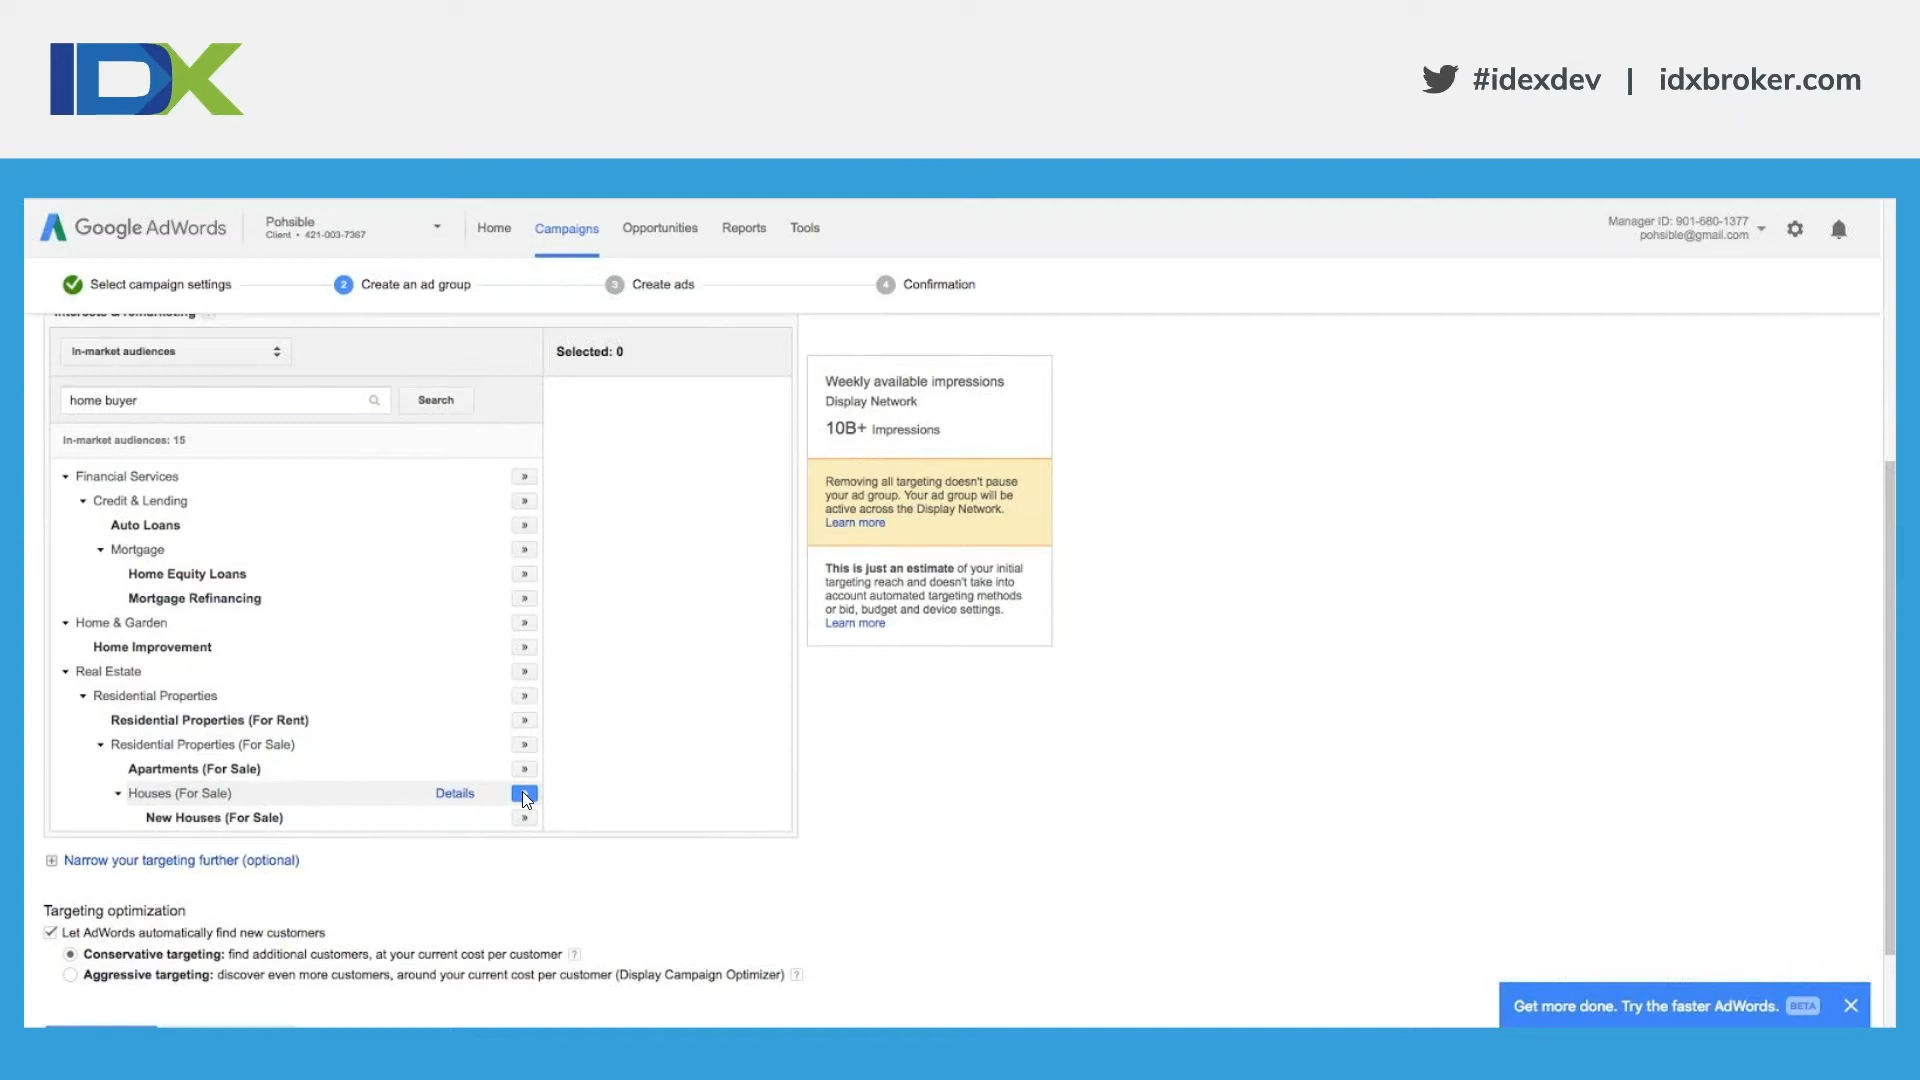 IDX
#idexdev | idxbroker.com
Google AdWords
Pohsible
Client • 421-003-7367
Home
Campaigns
Opportunities
Reports
Tools
Manager ID: 901-680-1377
pohsible@gmail.com
Select campaign settings
2 Create an ad group
3 Create ads
4 Confirmation
Interests & remarketing ?
In-market audiences
Selected: 0
home buyer
Search
In-market audiences: 15
Financial Services »
Credit & Lending »
Auto Loans »
Mortgage »
Home Equity Loans »
Mortgage Refinancing »
Home & Garden »
Home Improvement »
Real Estate »
Residential Properties »
Residential Properties (For Rent) »
Residential Properties (For Sale) »
Apartments (For Sale) »
Houses (For Sale) Details
New Houses (For Sale) »
Weekly available impressions
Display Network
10B+ Impressions
Removing all targeting doesn't pause
your ad group. Your ad group will be
active across the Display Network.
Learn more
This is just an estimate of your initial
targeting reach and doesn't take into
account automated targeting methods
or bid, budget and device settings.
Learn more
Narrow your targeting further (optional)
Targeting optimization
Let AdWords automatically find new customers
Conservative targeting: find additional customers, at your current cost per customer ?
Aggressive targeting: discover even more customers, around your current cost per customer (Display Campaign Optimizer) ?
Get more done. Try the faster AdWords. BETA